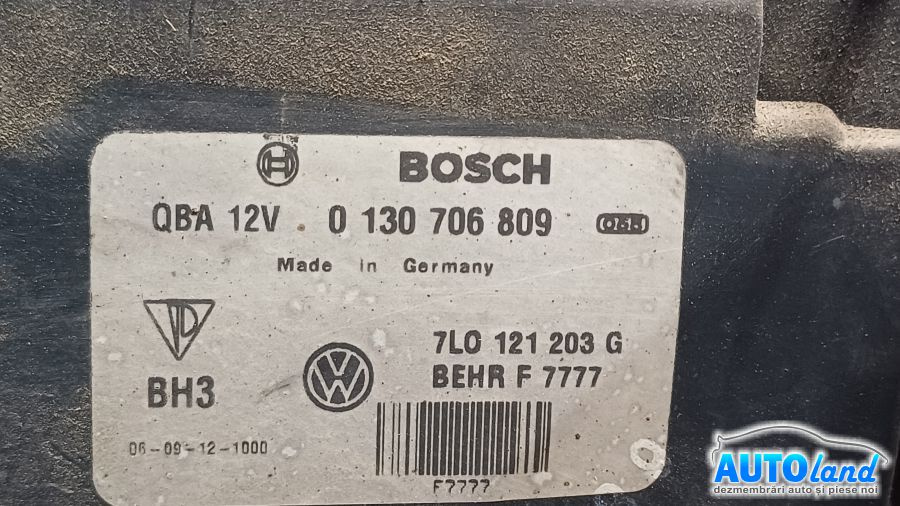 BOSCH
QBA 12V 0 130 706 809
Made in Germany
7L0 121 203 G
BH3
BEHR F 7777
06-09-12-1000
F7777
AUTOland
dezmembrări auto și piese noi